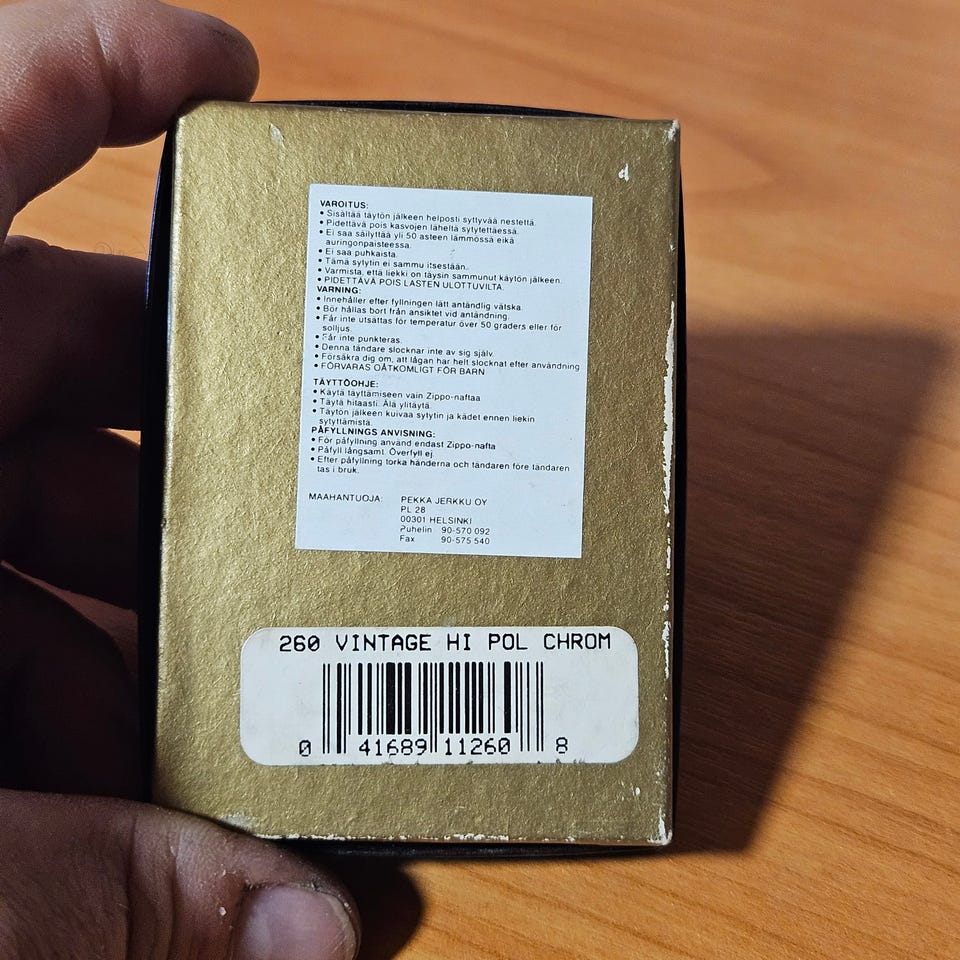 VAROITUS:
• Sisältää täytön jälkeen helposti syttyvää nestettä.
• Pidettävä pois kasvojen läheltä sytytettäessä.
• Ei saa säilyttää yli 50 asteen lämmössä eikä
auringonpaisteessa.
• Ei saa puhkaista.
• Tämä sytytin ei sammu itsestään.
• Varmista, että liekki on täysin sammunut käytön jälkeen.
• PIDETTÄVÄ POIS LASTEN ULOTTUVILTA.
VARNING:
• Innehåller efter fyllningen lätt antändlig vätska.
• Bör hållas bort från ansiktet vid antändning.
• Får inte utsättas för temperatur över 50 graders eller för
solljus.
• Får inte punkteras.
• Denna tändare slocknar inte av sig själv.
• Försäkra dig om, att lågan har helt slocknat efter användning
• FÖRVARAS OÅTKOMLIGT FÖR BARN
TÄYTTÖOHJE:
• Käytä täyttämiseen vain Zippo-naftaa
• Täytä hitaasti. Älä ylitäytä.
• Täytön jälkeen kuivaa sytytin ja kädet ennen liekin
sytyttämistä.
PÅFYLLNINGS ANVISNING:
• För påfyllning använd endast Zippo-nafta
• Påfyll långsamt. Överfyll ej.
• Efter påfyllning torka händerna och tändaren före tändaren
tas i bruk.
MAAHANTUOJA: PEKKA JERKKU OY
PL 28
00301 HELSINKI
Puhelin 90-570 092
Fax 90-575 540
260 VINTAGE HI POL CHROM
0 41689 11260 8